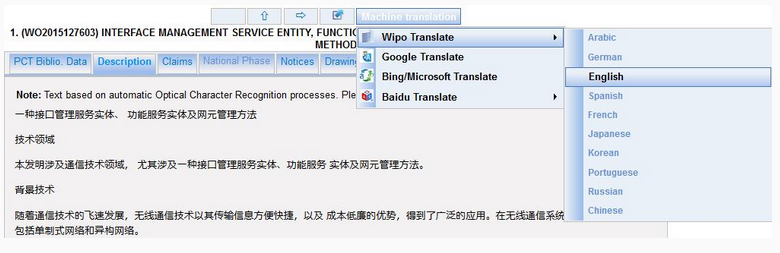 Machine translation
1. (WO2015127603) INTERFACE MANAGEMENT SERVICE ENTITY, FUNCTIO
METHOD
Wipo Translate
Google Translate
Bing/Microsoft Translate
Baidu Translate
Arabic
German
English
Spanish
French
Japanese
Korean
Portuguese
Russian
Chinese
PCT Biblio. Data
Description
Claims
National Phase
Notices
Drawin
Note: Text based on automatic Optical Character Recognition processes. Ple
一种接口管理服务实体、 功能服务实体及网元管理方法
技术领域
本发明涉及通信技术领域， 尤其涉及一种接口管理服务实体、功能服务 实体及网元管理方法。
背景技术
随着通信技术的飞速发展，无线通信技术以其传输信息方便快捷，以及 成本低廉的优势，得到了广泛的应用。在无线通信系统
包括单制式网络和异构网络。